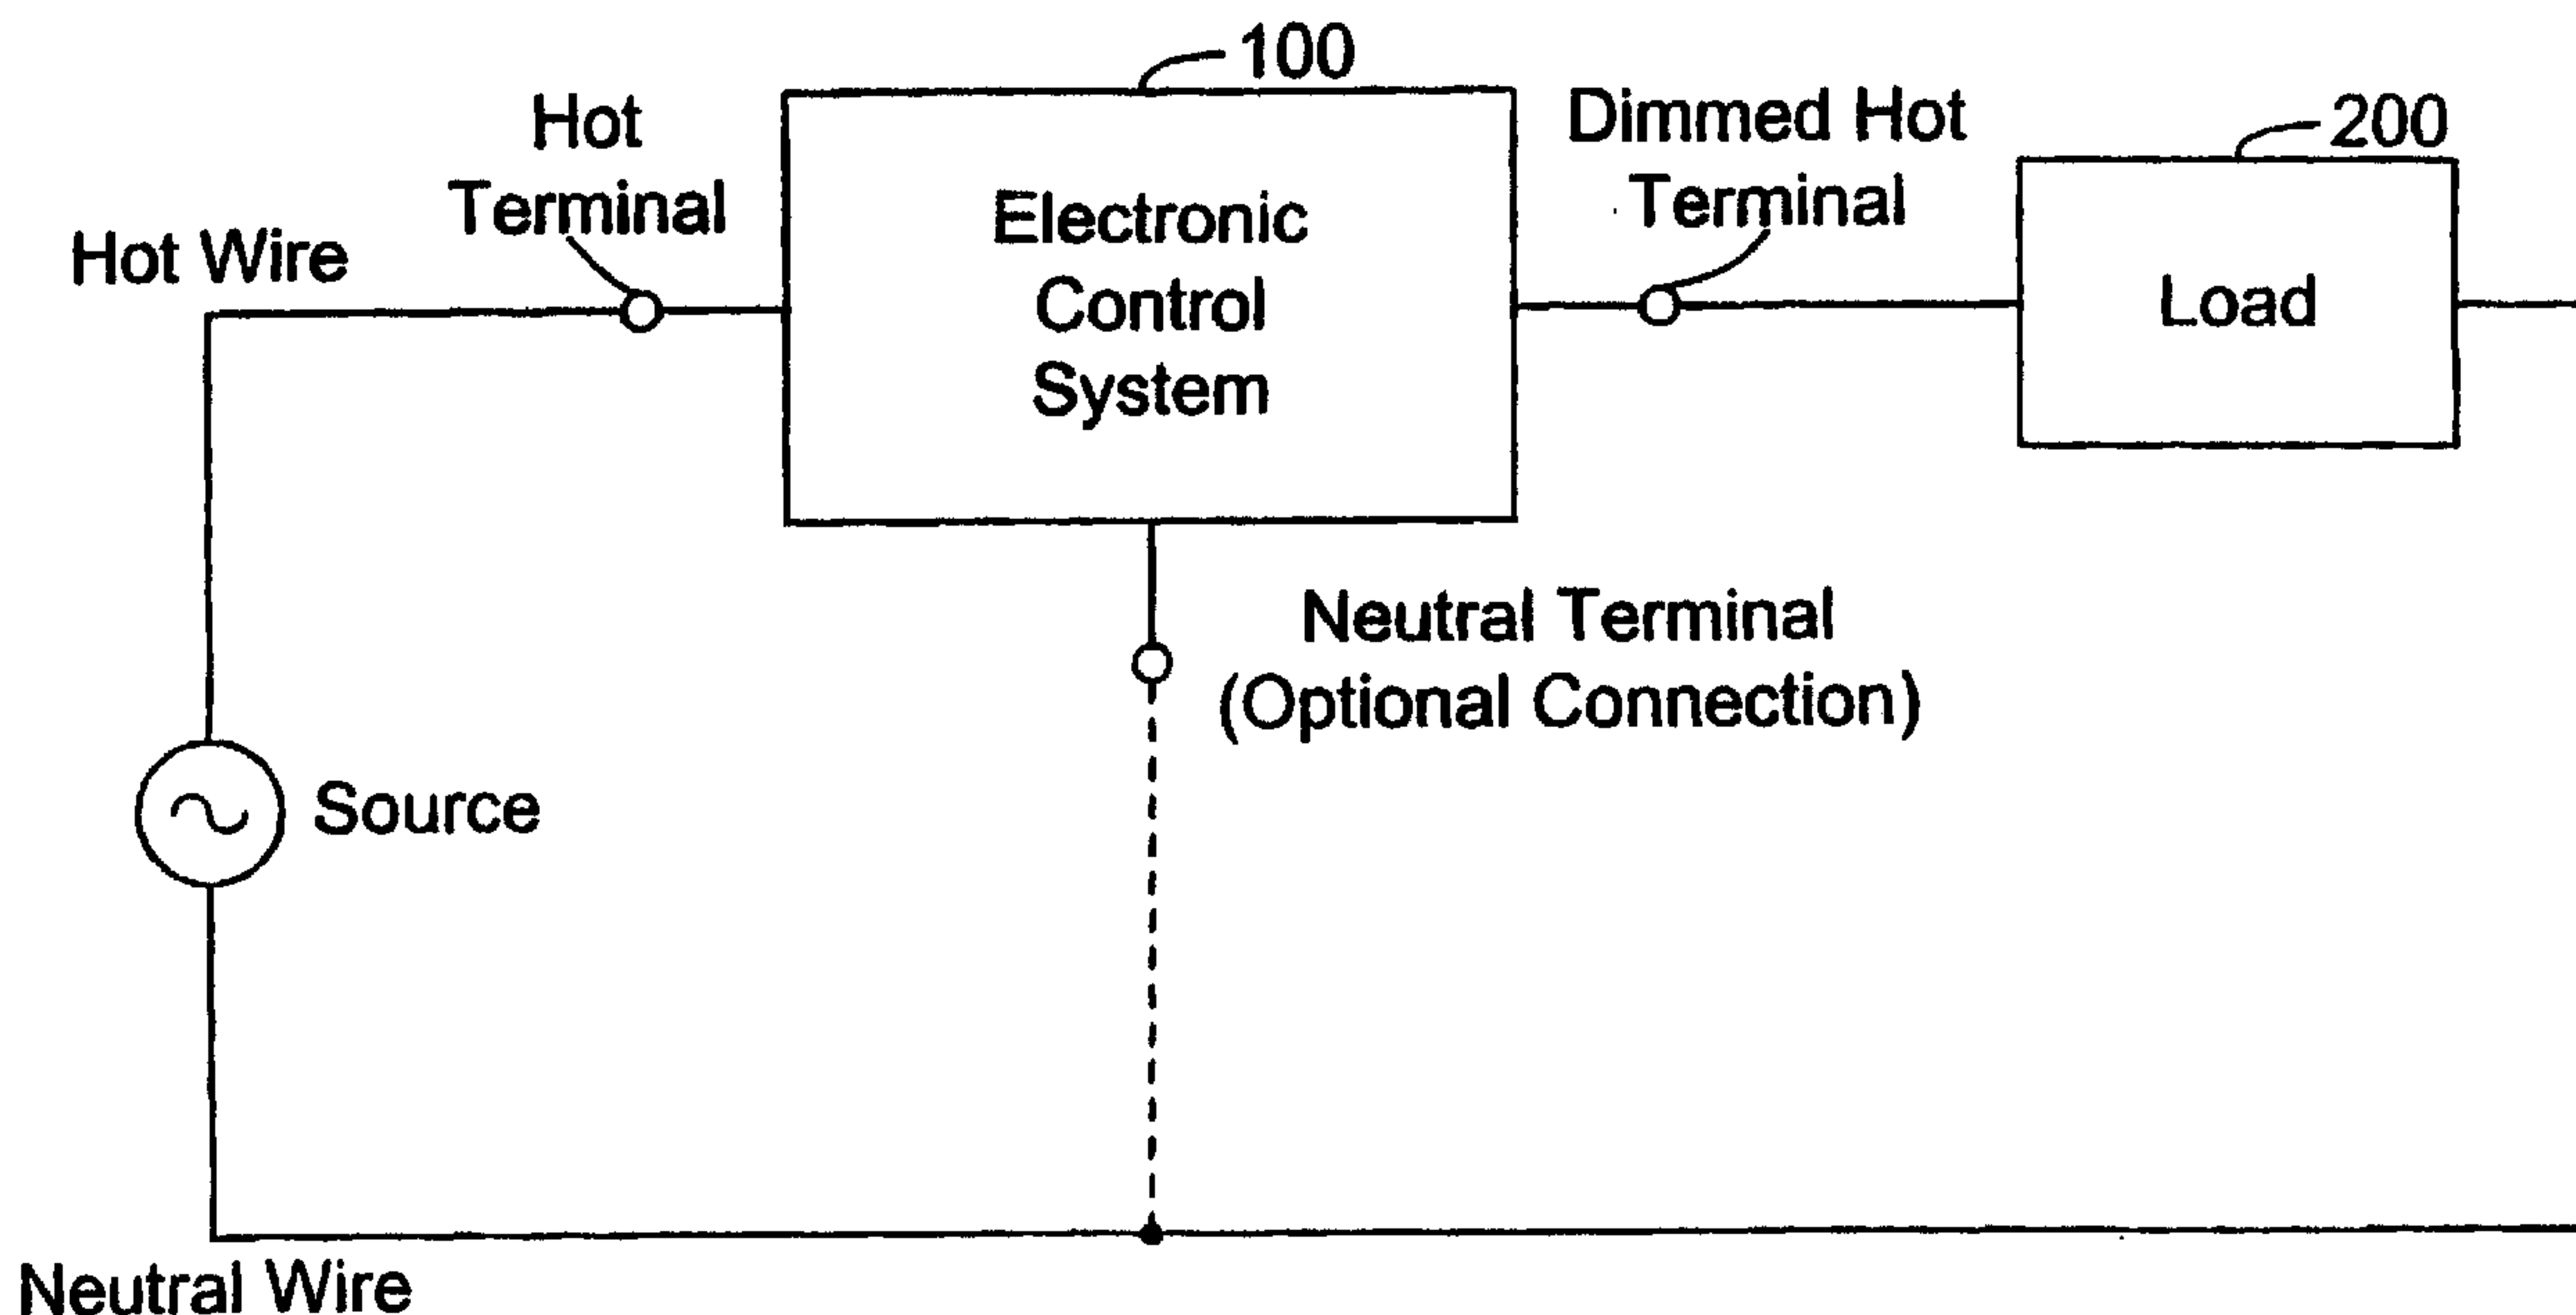 100
Hot
Terminal
Dimmed Hot
Terminal
200
Hot Wire
Electronic
Control
System
Load
Neutral Terminal
(Optional Connection)
Source
Neutral Wire